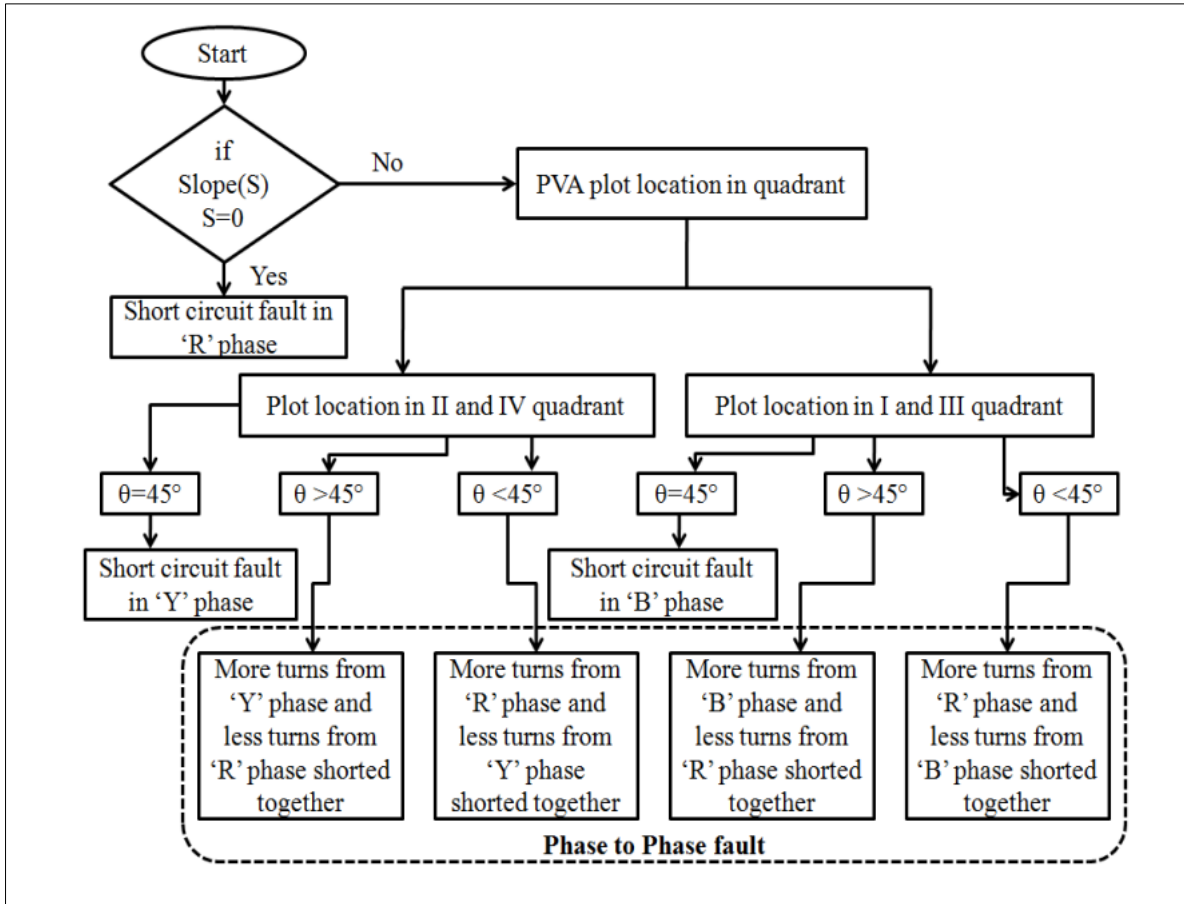 Start
if
Slope(S)
S=0
No
PVA plot location in quadrant
Yes
Short circuit fault in
‘R’ phase
Plot location in II and IV quadrant
Plot location in I and III quadrant
θ=45°
θ >45°
θ <45°
θ=45°
θ >45°
θ <45°
Short circuit fault
in ‘Y’ phase
Short circuit fault
in ‘B’ phase
More turns from
‘Y’ phase and
less turns from
‘R’ phase shorted
together
More turns from
‘R’ phase and
less turns from
‘Y’ phase
shorted together
More turns from
‘B’ phase and
less turns from
‘R’ phase shorted
together
More turns from
‘R’ phase and
less turns from
‘B’ phase shorted
together
Phase to Phase fault